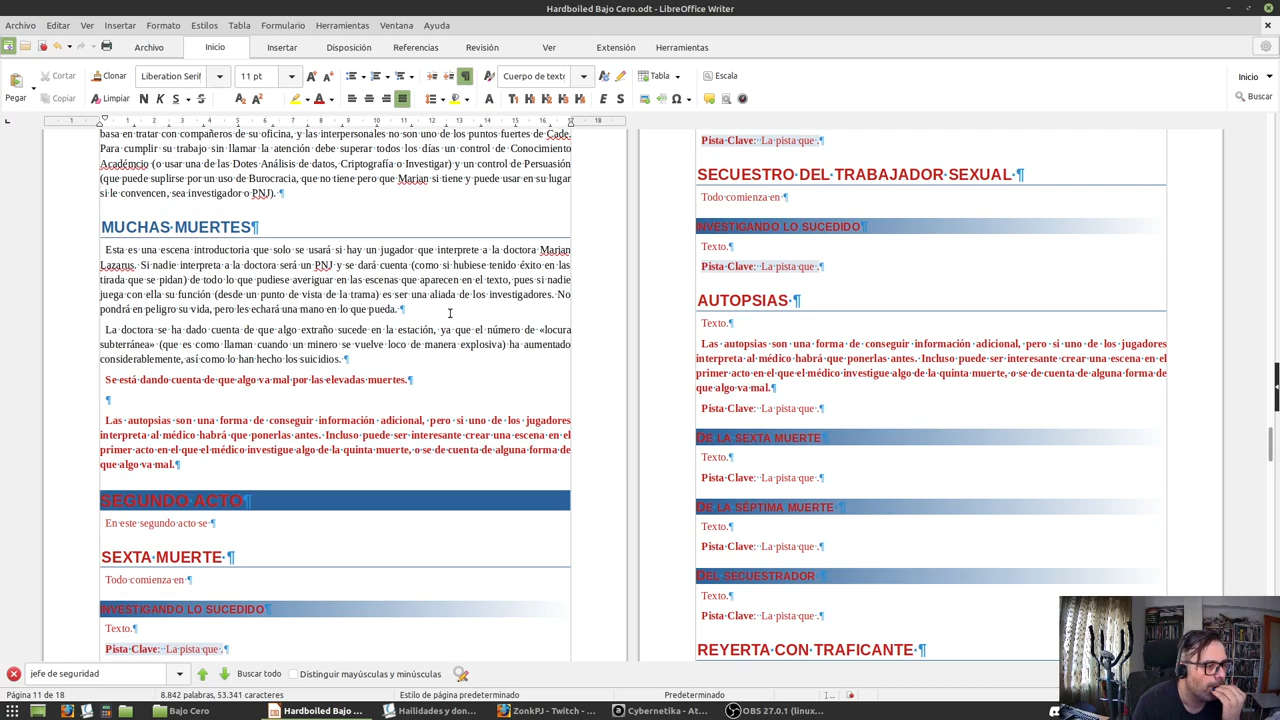 Hardboiled Bajo Cero.odt - LibreOffice Writer
Archivo Editar Ver Insertar Formato Estilos Tabla Formulario Herramientas Ventana Ayuda
Archivo Inicio Insertar Disposición Referencias Revisión Ver Extensión Herramientas
Pegar Cortar Clonar Liberation Serif 11 pt Cuerpo de texto Tabla Escala Inicio
Copiar Limpiar N K S S Buscar
basa en tratar con compañeros de su oficina, y las interpersonales no son uno de los puntos fuertes de Cade.
Para cumplir su trabajo sin llamar la atención debe superar todos los días un control de Conocimiento
Académcio (o usar una de las Dotes Análisis de datos, Criptografía o Investigar) y un control de Persuasión
(que puede suplirse por un uso de Burocracia, que no tiene pero que Marian si tiene y puede usar en su lugar
si le convencen, sea investigador o PNJ). ¶
MUCHAS·MUERTES¶
Esta es una escena introductoria que solo se usará si hay un jugador que interprete a la doctora Marian
Lazarus. Si nadie interpreta a la doctora será un PNJ y se dará cuenta (como si hubiese tenido éxito en las
tirada que se pidan) de todo lo que pudiese averiguar en las escenas que aparecen en el texto, pues si nadie
juega con ella su función (desde un punto de vista de la trama) es ser una aliada de los investigadores. No
pondrá en peligro su vida, pero les echará una mano en lo que pueda. ¶
La doctora se ha dado cuenta de que algo extraño sucede en la estación, ya que el número de «locura
subterránea» (que es como llaman cuando un minero se vuelve loco de manera explosiva) ha aumentado
considerablemente, así como lo han hecho los suicidios. ¶
Se está dando cuenta de que algo va mal por las elevadas muertes.¶
¶
Las autopsias son una forma de conseguir información adicional, pero si uno de los jugadores
interpreta al médico habrá que ponerlas antes. Incluso puede ser interesante crear una escena en el
primer acto en el que el médico investigue algo de la quinta muerte, o se de cuenta de alguna forma de
que algo va mal.¶
SEGUNDO·ACTO¶
En este segundo acto se ¶
SEXTA·MUERTE·¶
Todo comienza en ¶
INVESTIGANDO LO SUCEDIDO¶
Texto.¶
Pista·Clave:··La pista que .¶
Pista·Clave:··La pista que .¶
SECUESTRO·DEL·TRABAJADOR·SEXUAL·¶
Todo comienza en ¶
INVESTIGANDO LO SUCEDIDO¶
Texto.¶
Pista·Clave:··La pista que .¶
AUTOPSIAS·¶
Texto.¶
Las autopsias son una forma de conseguir información adicional, pero si uno de los jugadores
interpreta al médico habrá que ponerlas antes. Incluso puede ser interesante crear una escena en el
primer acto en el que el médico investigue algo de la quinta muerte, o se de cuenta de alguna forma de
que algo va mal.¶
Pista·Clave:··La pista que .¶
DE LA SEXTA MUERTE¶
Texto.¶
Pista·Clave:··La pista que .¶
DE LA SÉPTIMA MUERTE·¶
Texto.¶
Pista·Clave:··La pista que .¶
DEL SECUESTRADOR·¶
Texto.¶
Pista·Clave:··La pista que .¶
REYERTA·CON·TRAFICANTE·¶
jefe de seguridad Buscar todo Distinguir mayúsculas y minúsculas
Página 11 de 18 8.842 palabras, 53.341 caracteres Estilo de página predeterminado Predeterminado
Bajo Cero Hardboiled Bajo ... Hailidades y don... ZonkPJ - Twitch - ... Cybernetika - At... OBS 27.0.1 (linux...